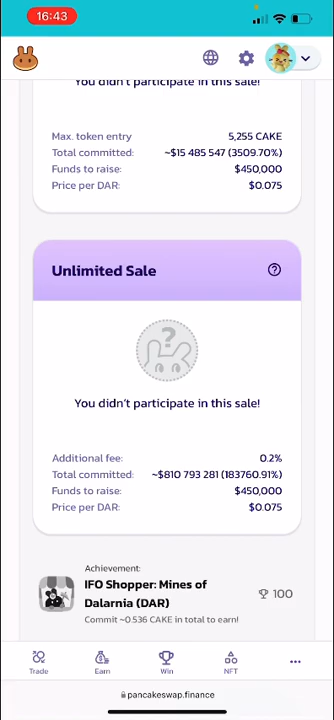 16:43
You didn't participate in this sale!
Max. token entry 5,255 CAKE
Total committed: ~$15 485 547 (3509.70%)
Funds to raise: $450,000
Price per DAR: $0.075
Unlimited Sale
?
You didn't participate in this sale!
Additional fee: 0.2%
Total committed: ~$810 793 281 (183760.91%)
Funds to raise: $450,000
Price per DAR: $0.075
Achievement:
IFO Shopper: Mines of
Dalarnia (DAR)
100
Commit ~0.536 CAKE in total to earn!
Trade Earn Win NFT
pancakeswap.finance